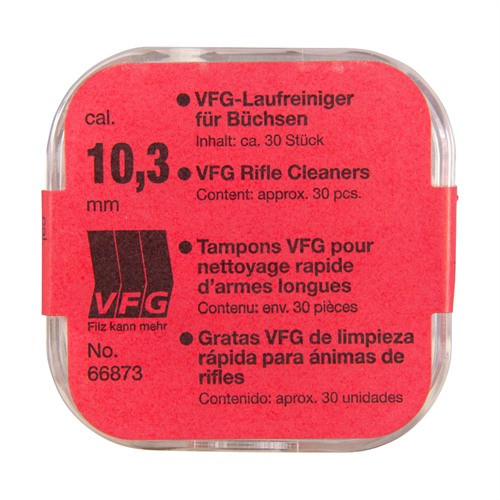 cal.
10,3
mm
VFG
Filz kann mehr
No.
66873
● VFG-Laufreiniger
für Büchsen
Inhalt: ca. 30 Stück
● VFG Rifle Cleaners
Content: approx. 30 pcs.
● Tampons VFG pour
nettoyage rapide
d'armes longues
Contenu: env. 30 pièces
● Gratas VFG de limpieza
rápida para ánimas de
rifles
Contenido: aprox. 30 unidades